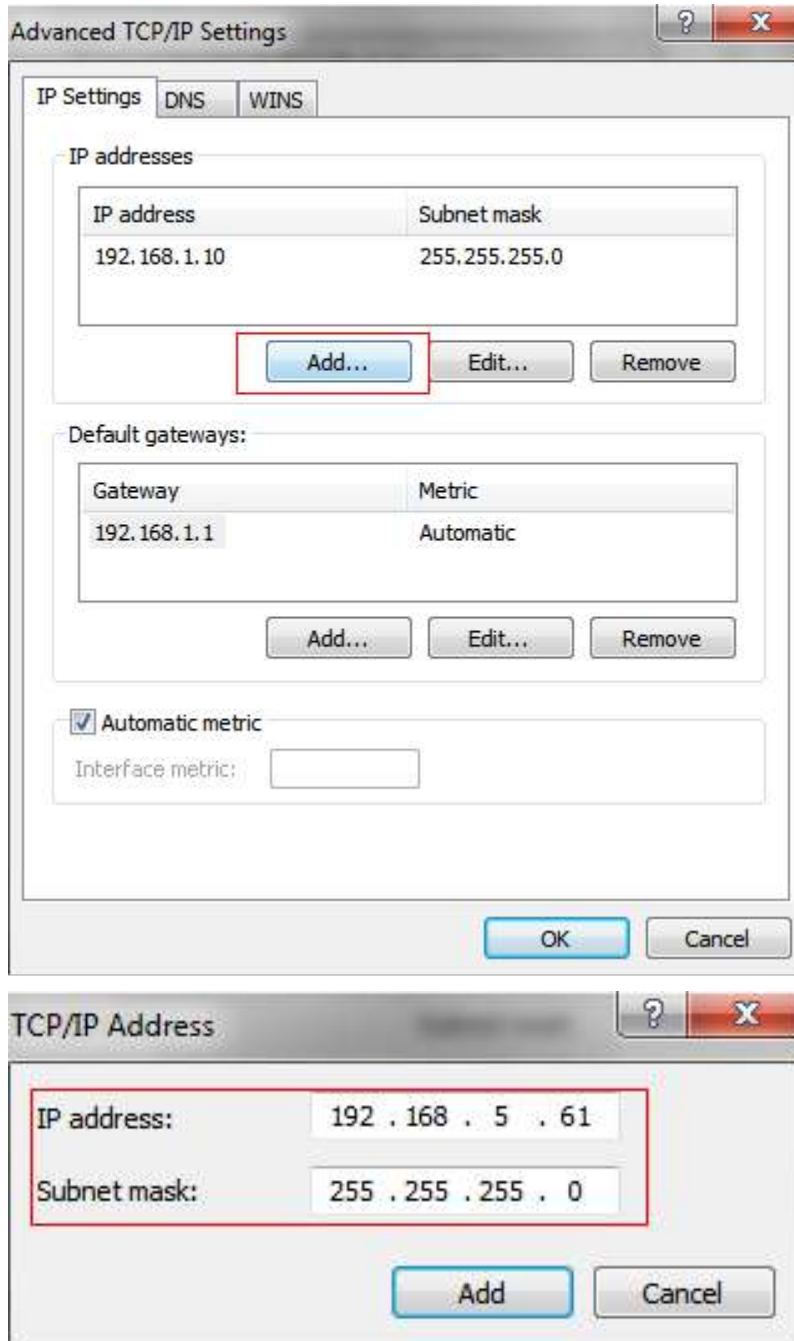 Advanced TCP/IP Settings
IP Settings DNS WINS
IP addresses
IP address Subnet mask
192.168.1.10 255.255.255.0
Add... Edit... Remove
Default gateways:
Gateway Metric
192.168.1.1 Automatic
Add... Edit... Remove
Automatic metric
Interface metric:
OK Cancel
TCP/IP Address
IP address: 192 . 168 . 5 . 61
Subnet mask: 255 . 255 . 255 . 0
Add Cancel